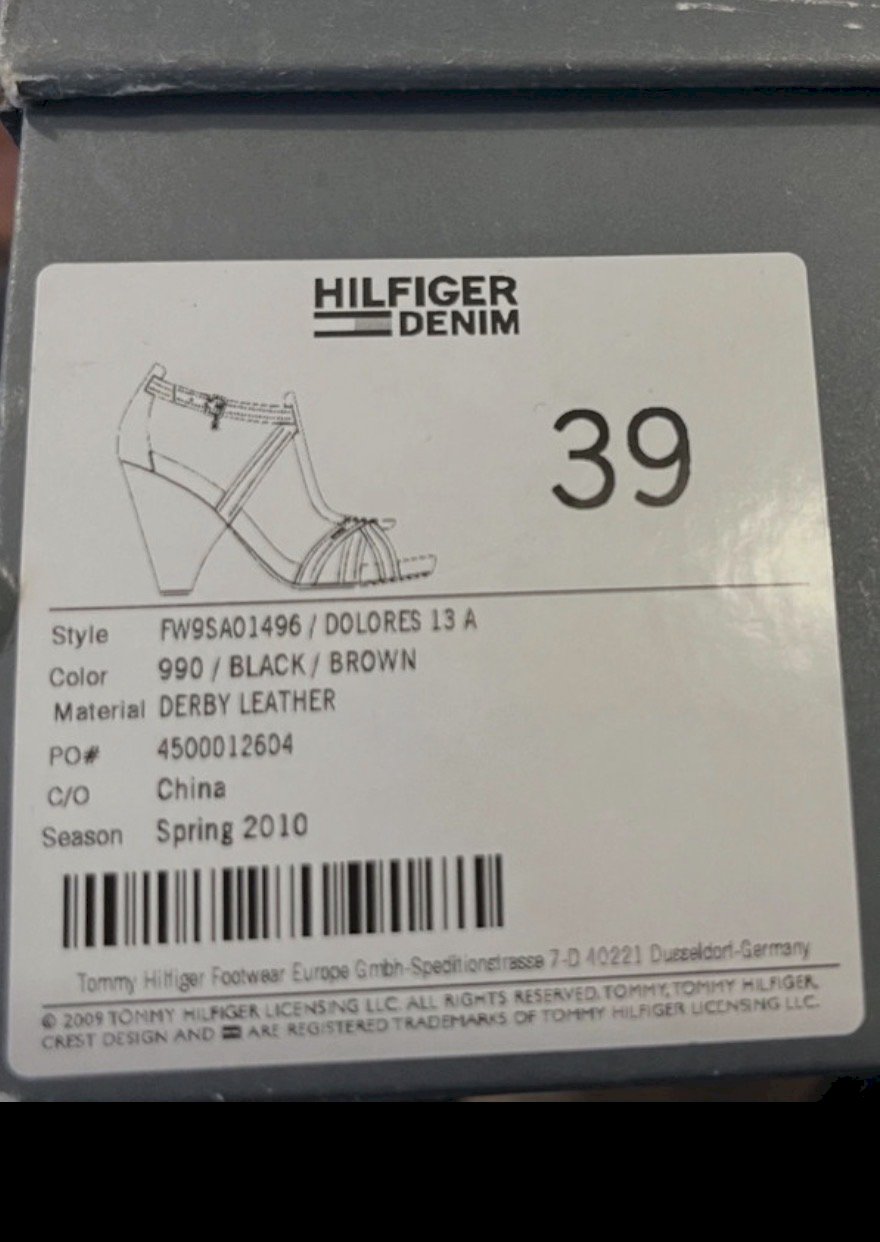 HILFIGER
DENIM
39
Style FW9SA01496 / DOLORES 13 A
Color 990 / BLACK / BROWN
Material DERBY LEATHER
PO# 4500012604
C/O China
Season Spring 2010
Tommy Hilfiger Footwear Europe Gmbh-Speditionstrasse 7-D 40221 Dusseldorf-Germany
© 2009 TOMMY HILFIGER LICENSING LLC. ALL RIGHTS RESERVED. TOMMY, TOMMY HILFIGER,
CREST DESIGN AND ARE REGISTERED TRADEMARKS OF TOMMY HILFIGER LICENSING LLC.